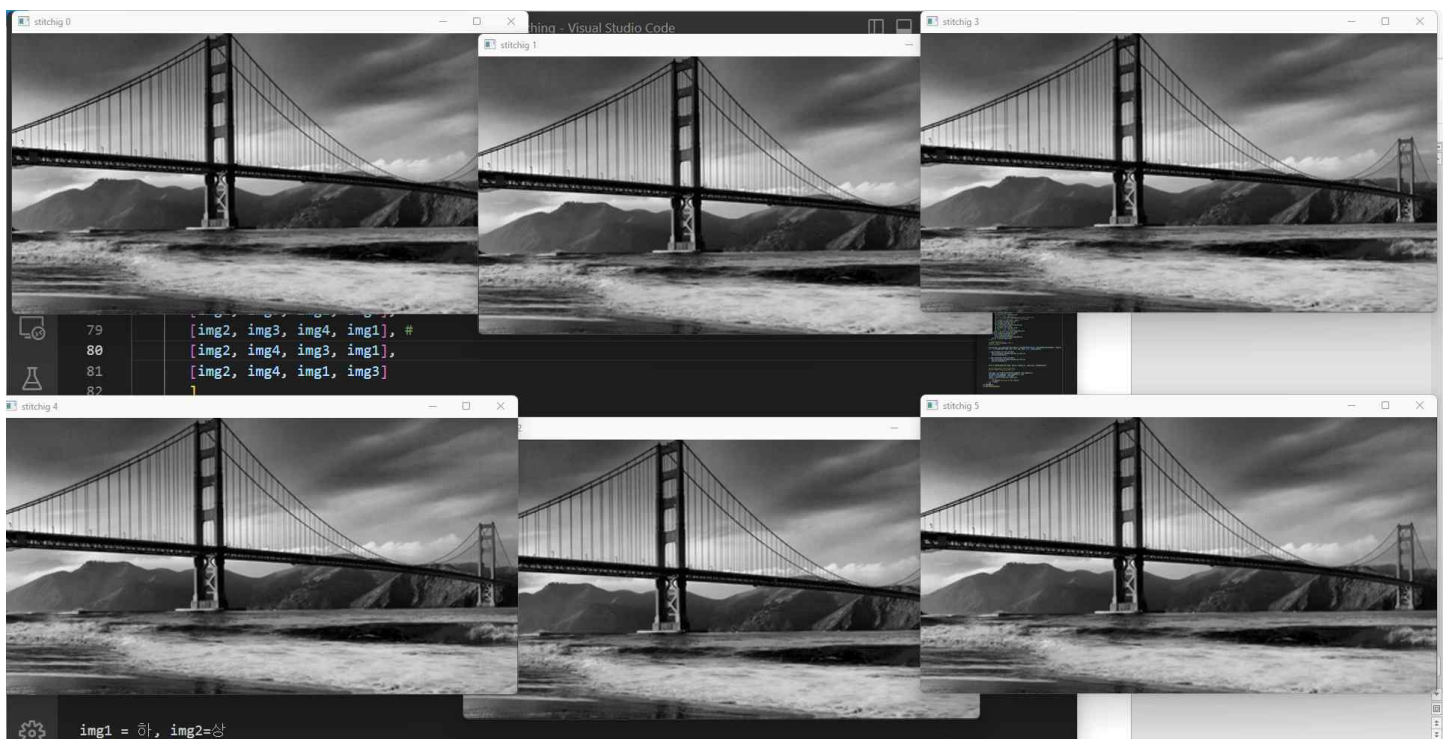 stitchig 0
hing - Visual Studio Code
stitchig 1
stitchig 3
79 [img2, img3, img4, img1], #
80 [img2, img4, img3, img1],
81 [img2, img4, img1, img3]
82 ]
stitchig 4
2
stitchig 5
img1 = 하, img2=상